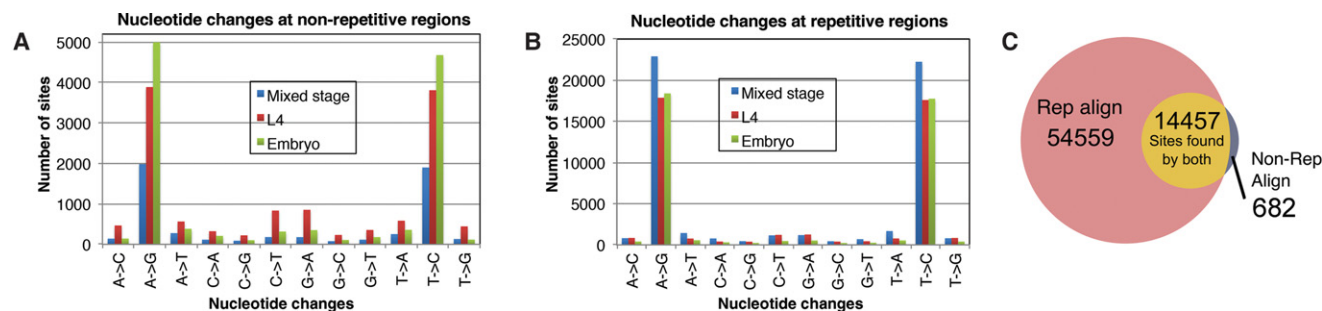 A
Nucleotide changes at non-repetitive regions
Number of sites
5000
4000
3000
2000
1000
0
Mixed stage
L4
Embryo
A->C
A->G
A->T
C->A
C->G
C->T
G->A
G->C
G->T
T->A
T->C
T->G
Nucleotide changes
B
Nucleotide changes at repetitive regions
Number of sites
25000
20000
15000
10000
5000
0
Mixed stage
L4
Embryo
A->C
A->G
A->T
C->A
C->G
C->T
G->A
G->C
G->T
T->A
T->C
T->G
Nucleotide changes
C
Rep align
54559
14457
Sites found
by both
Non-Rep
Align
682